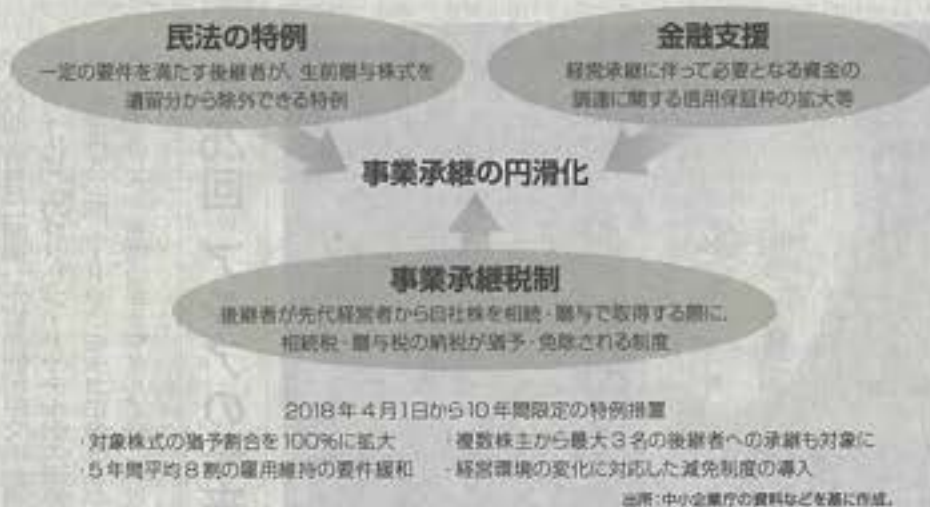 民法の特例
一定の要件を満たす後継者が、生前贈与株式を
遺留分から除外できる特例
金融支援
経営承継に伴って必要となる資金の
調達に関する信用保証枠の拡大等
事業承継の円滑化
事業承継税制
後継者が先代経営者から自社株を相続・贈与で取得する際に、
相続税・贈与税の納税が猶予・免除される制度
2018年4月1日から10年間限定の特例措置
・対象株式の猶予割合を100%に拡大
・5年間平均8割の雇用維持の要件緩和
・複数株主から最大3名の後継者への承継も対象に
・経営環境の変化に対応した減免制度の導入
出所：中小企業庁の資料などを基に作成。